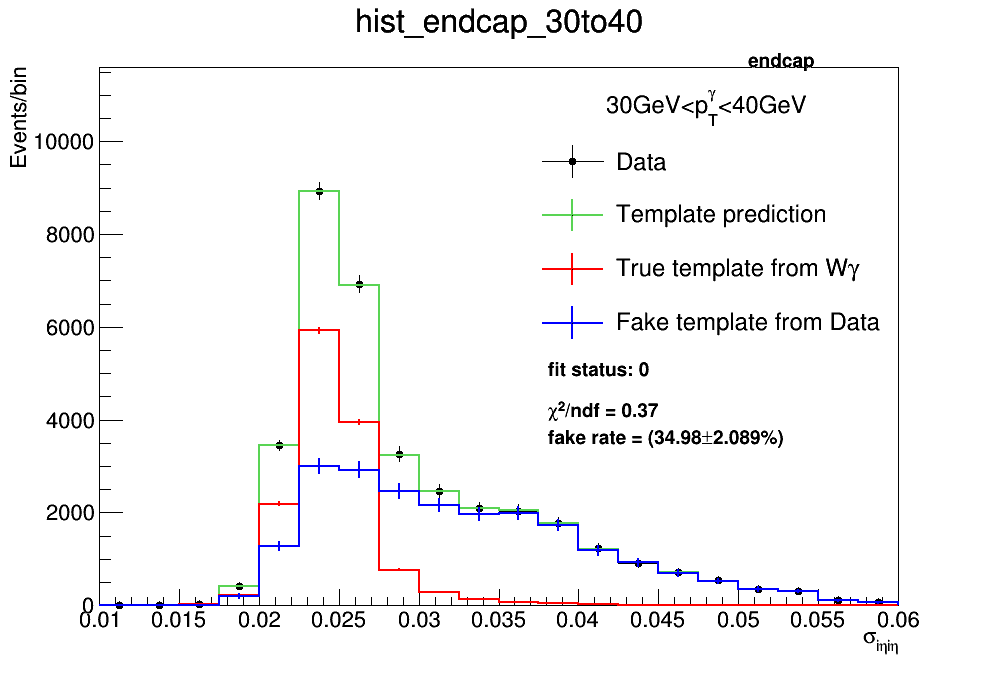 hist_endcap_30to40
endcap
Events/bin
30GeV<p_T^γ<40GeV
Data
Template prediction
True template from Wγ
Fake template from Data
fit status: 0
χ²/ndf = 0.37
fake rate = (34.98±2.089%)
10000
8000
6000
4000
2000
0
0.01 0.015 0.02 0.025 0.03 0.035 0.04 0.045 0.05 0.055 0.06
σ_iηiη